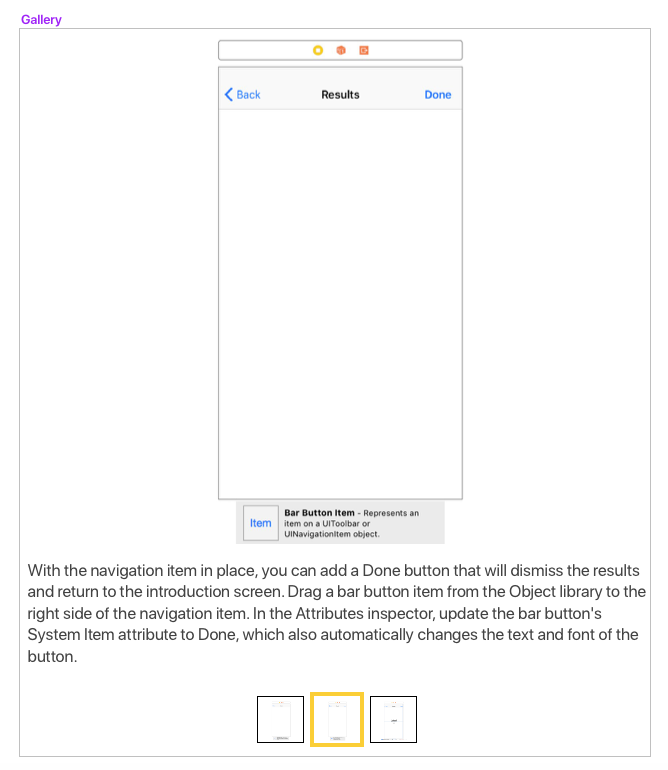 Gallery
Back Results Done
Item
Bar Button Item - Represents an
item on a UIToolbar or
UINavigationItem object.
With the navigation item in place, you can add a Done button that will dismiss the results
and return to the introduction screen. Drag a bar button item from the Object library to the
right side of the navigation item. In the Attributes inspector, update the bar button's
System Item attribute to Done, which also automatically changes the text and font of the
button.